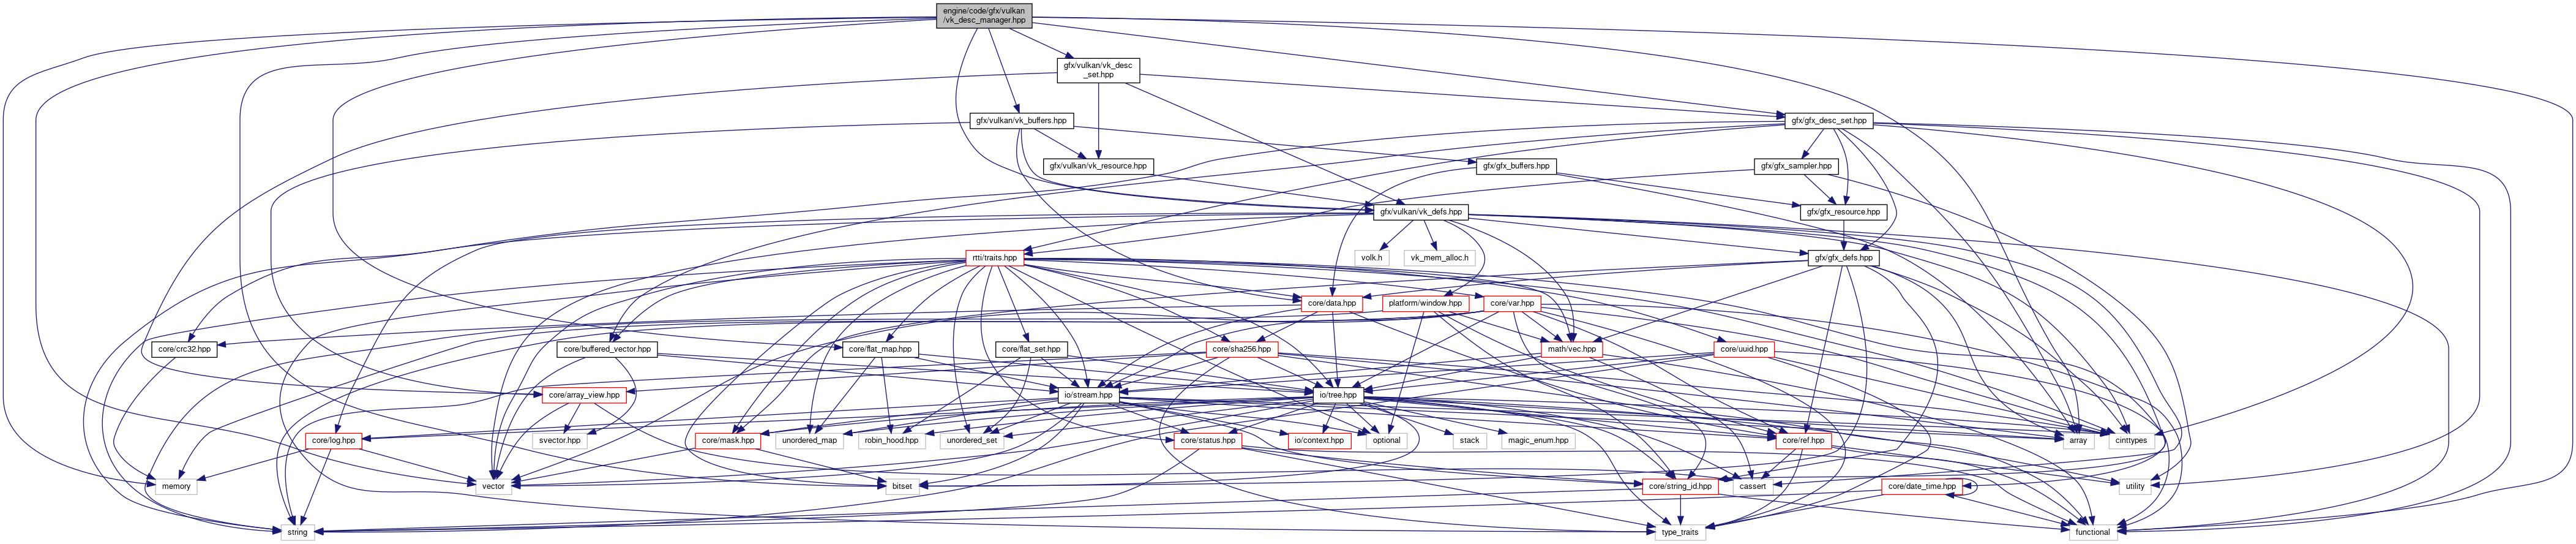 engine/code/gfx/vulkan
/vk_desc_manager.hpp
gfx/vulkan/vk_desc
_set.hpp
gfx/vulkan/vk_buffers.hpp
gfx/gfx_desc_set.hpp
gfx/vulkan/vk_resource.hpp
gfx/gfx_buffers.hpp
gfx/gfx_sampler.hpp
gfx/vulkan/vk_defs.hpp
gfx/gfx_resource.hpp
rtti/traits.hpp
volk.h
vk_mem_alloc.h
gfx/gfx_defs.hpp
core/data.hpp
platform/window.hpp
core/var.hpp
core/crc32.hpp
core/buffered_vector.hpp
core/flat_map.hpp
core/flat_set.hpp
core/sha256.hpp
math/vec.hpp
core/uuid.hpp
core/array_view.hpp
io/stream.hpp
io/tree.hpp
core/log.hpp
svector.hpp
core/mask.hpp
unordered_map
robin_hood.hpp
unordered_set
core/status.hpp
io/context.hpp
optional
stack
magic_enum.hpp
core/ref.hpp
array
cinttypes
memory
vector
bitset
core/string_id.hpp
cassert
core/date_time.hpp
utility
string
type_traits
functional